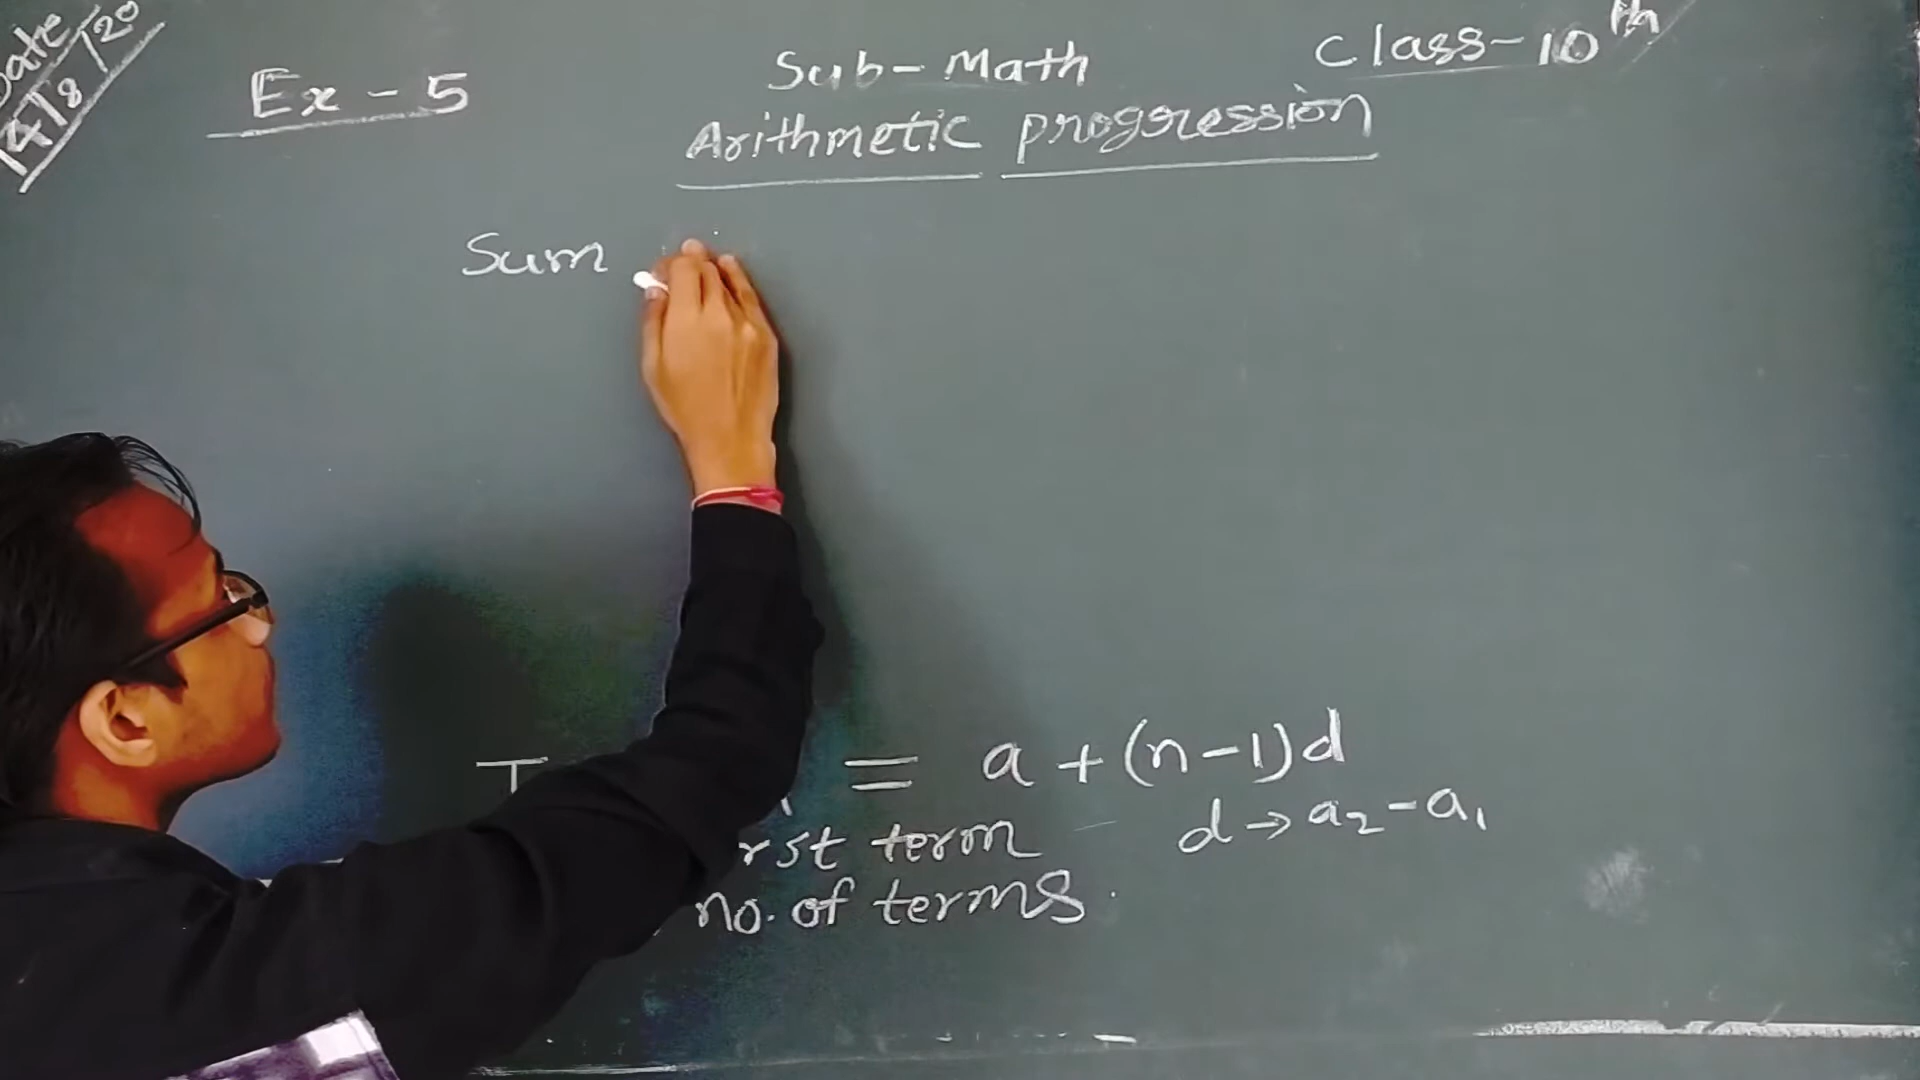 Date
14/8/20
Ex - 5
Sub - Math
Class - 10th
Arithmetic progression
Sum
= a + (n-1)d
rst term
d → a₂ - a₁
no. of terms.